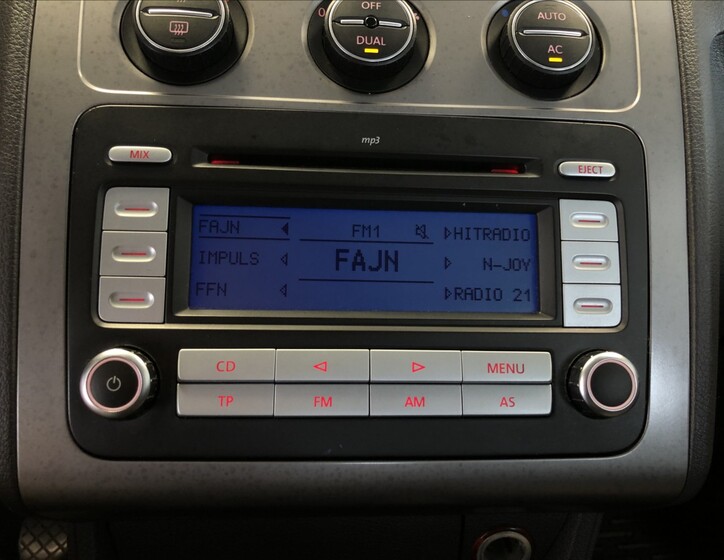 OFF
DUAL
AUTO
AC
mp3
MIX
EJECT
FAJN FM1 HITRADIO
IMPULS FAJN N-JOY
FFN RADIO 21
CD MENU
TP FM AM AS